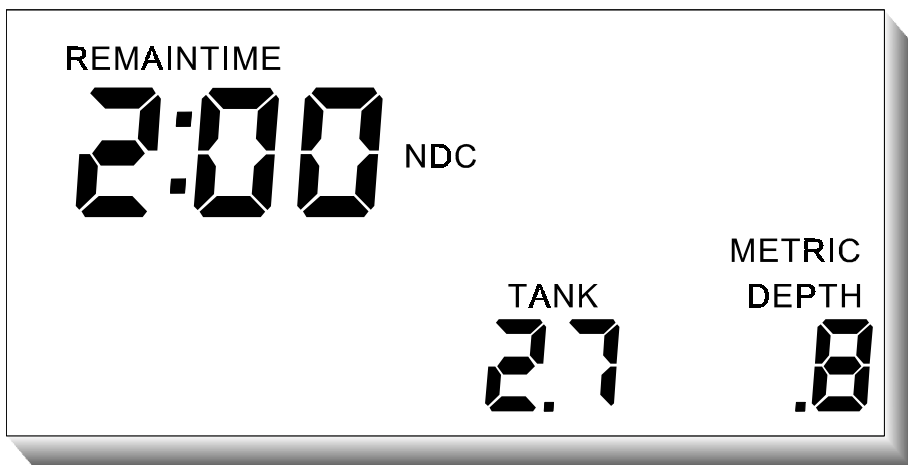 REMAINTIME
2:00 NDC
METRIC
TANK DEPTH
2.7 .8